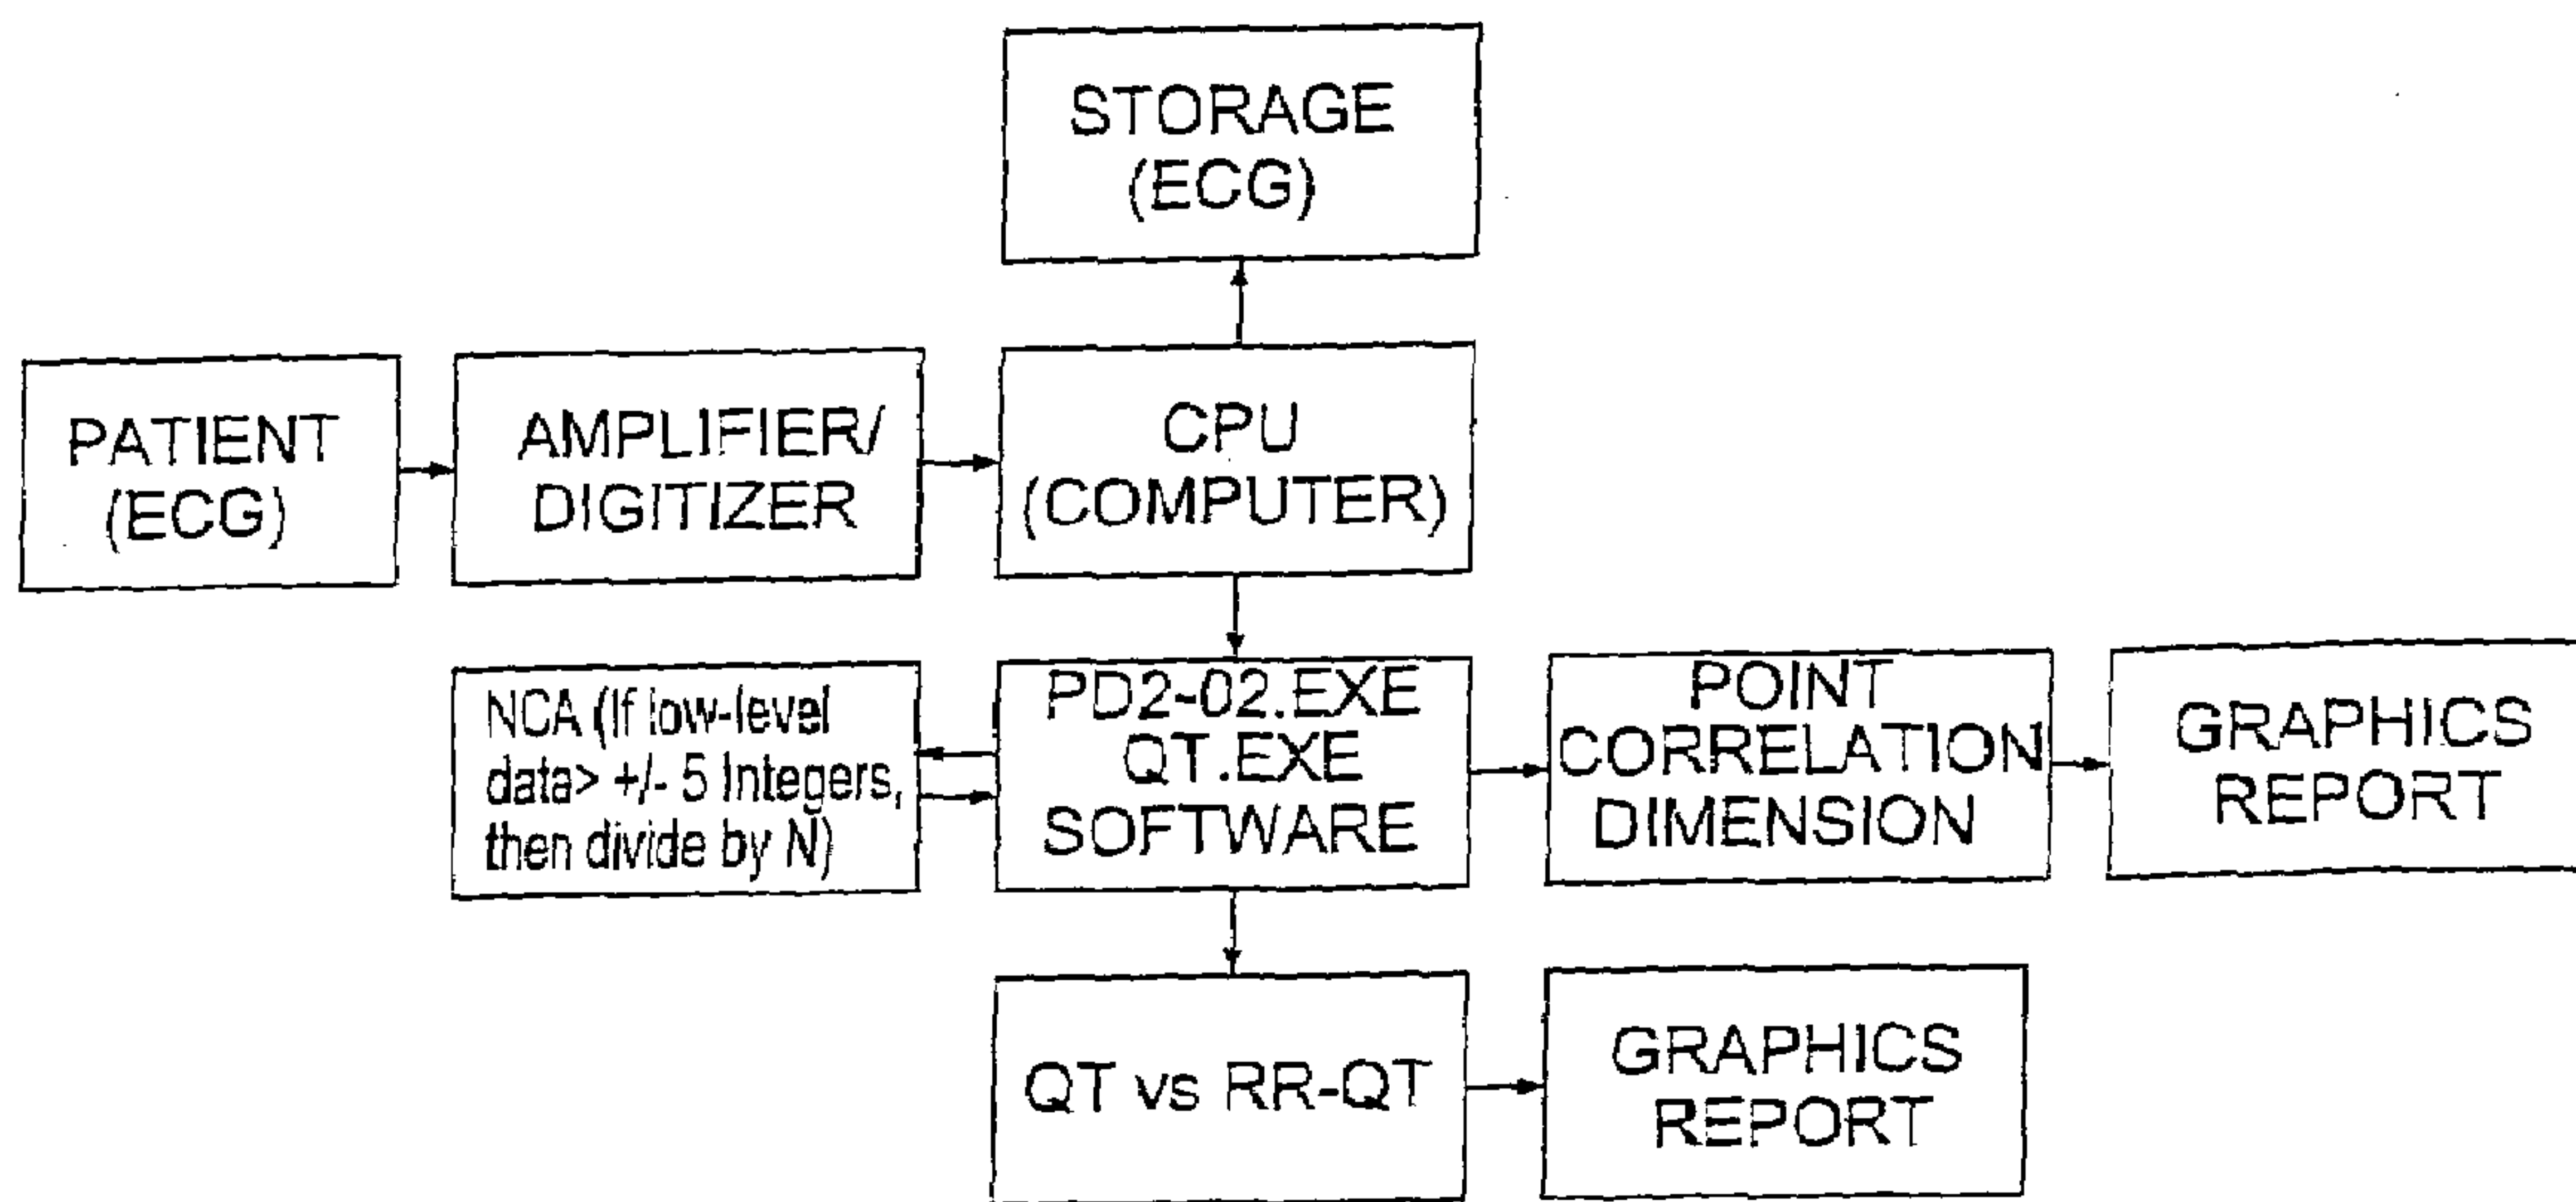 STORAGE
(ECG)
PATIENT
(ECG)
AMPLIFIER/
DIGITIZER
CPU
(COMPUTER)
NCA (If low-level
data> +/- 5 Integers,
then divide by N)
PD2-02.EXE
QT.EXE
SOFTWARE
POINT
CORRELATION
DIMENSION
GRAPHICS
REPORT
QT vs RR-QT
GRAPHICS
REPORT